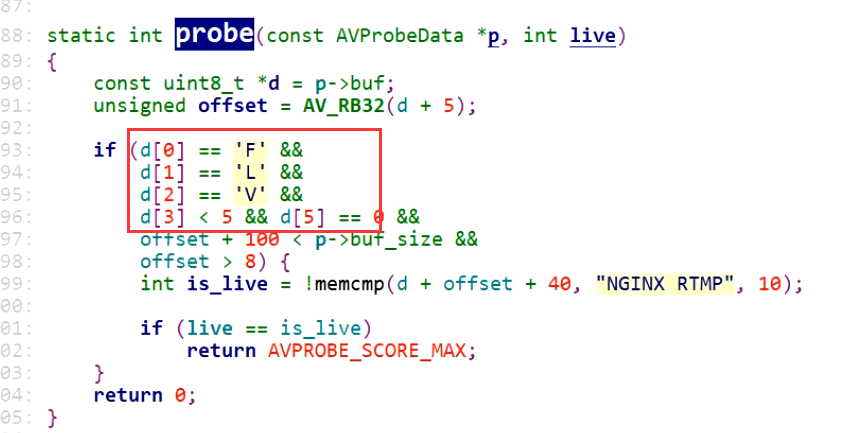 87:
88: static int probe(const AVProbeData *p, int live)
89: {
90:     const uint8_t *d = p->buf;
91:     unsigned offset = AV_RB32(d + 5);
92:
93:     if (d[0] == 'F' &&
94:         d[1] == 'L' &&
95:         d[2] == 'V' &&
96:         d[3] < 5 && d[5] == 0 &&
97:         offset + 100 < p->buf_size &&
98:         offset > 8) {
99:         int is_live = !memcmp(d + offset + 40, "NGINX RTMP", 10);
00:
01:         if (live == is_live)
02:             return AVPROBE_SCORE_MAX;
03:     }
04:     return 0;
05: }